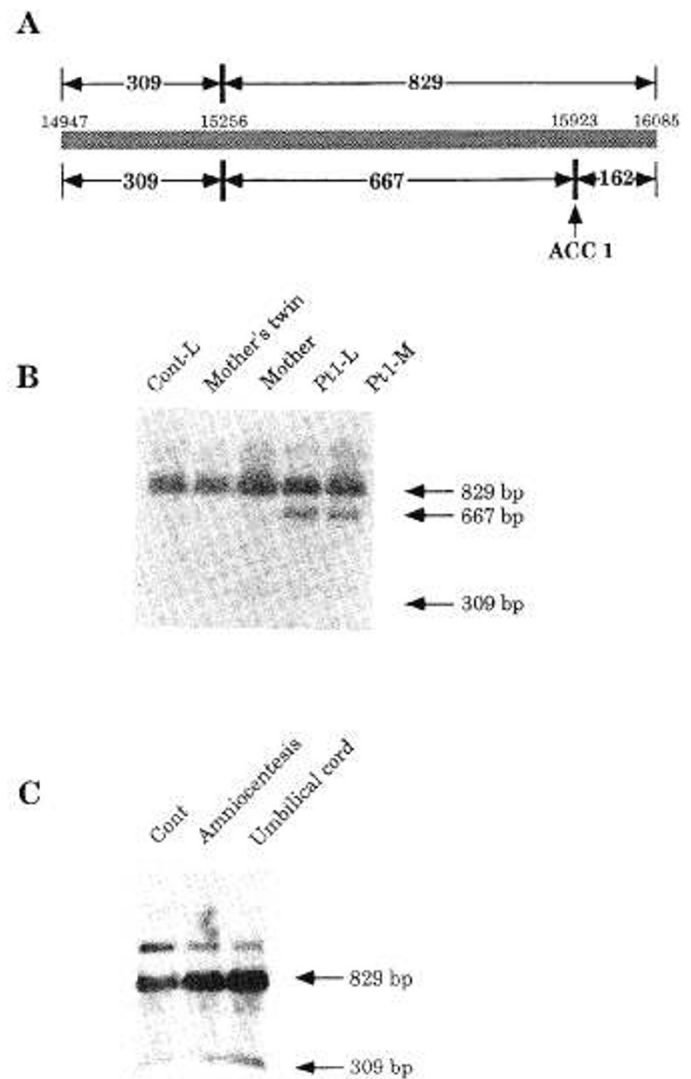 A
309 829
14947 15256 15923 16085
309 667 162
ACC 1
B
Cont-L
Mother's twin
Mother
Pt1-L
Pt1-M
829 bp
667 bp
309 bp
C
Cont
Amniocentesis
Umbilical cord
829 bp
309 bp